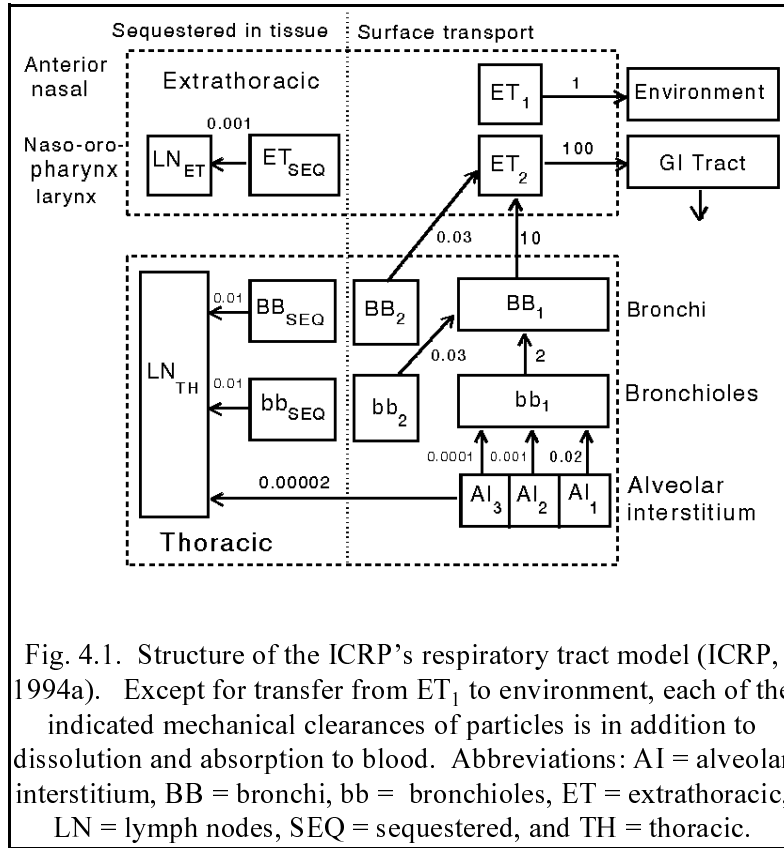 Sequestered in tissue Surface transport
Anterior nasal
Extrathoracic
ET1
1
Environment
Naso-oro-pharynx
larynx
LNET
0.001
ETSEQ
ET2
100
GI Tract
0.03
10
LNTH
0.01
BBSEQ
BB2
BB1
Bronchi
0.03
2
0.01
bbSEQ
bb2
bb1
Bronchioles
0.0001 0.001 0.02
0.00002
AI3 AI2 AI1
Alveolar
interstitium
Thoracic
Fig. 4.1. Structure of the ICRP's respiratory tract model (ICRP,
1994a). Except for transfer from ET1 to environment, each of the
indicated mechanical clearances of particles is in addition to
dissolution and absorption to blood. Abbreviations: AI = alveolar
interstitium, BB = bronchi, bb = bronchioles, ET = extrathoracic,
LN = lymph nodes, SEQ = sequestered, and TH = thoracic.